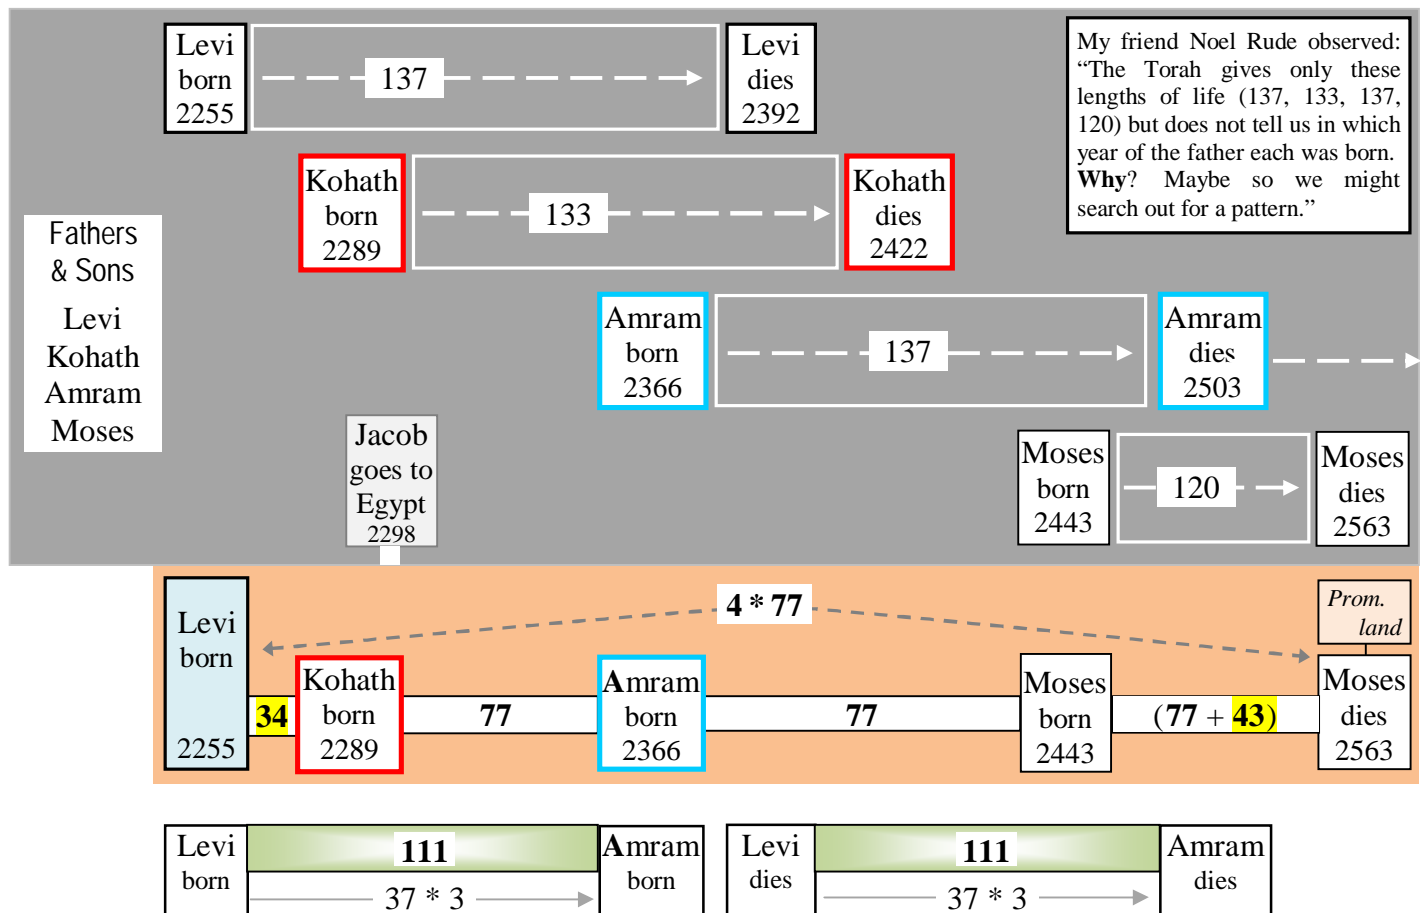 Levi
born
2255
137
Levi
dies
2392
My friend Noel Rude observed:
“The Torah gives only these
lengths of life (137, 133, 137,
120) but does not tell us in which
year of the father each was born.
Why? Maybe so we might
search out for a pattern.”
Kohath
born
2289
133
Kohath
dies
2422
Fathers
& Sons
Levi
Kohath
Amram
Moses
Amram
born
2366
137
Amram
dies
2503
Jacob
goes to
Egypt
2298
Moses
born
2443
120
Moses
dies
2563
Levi
born
2255
4 * 77
Prom.
land
34
Kohath
born
2289
77
Amram
born
2366
77
Moses
born
2443
(77 + 43)
Moses
dies
2563
Levi
born
111
37 * 3
Amram
born
Levi
dies
111
37 * 3
Amram
dies